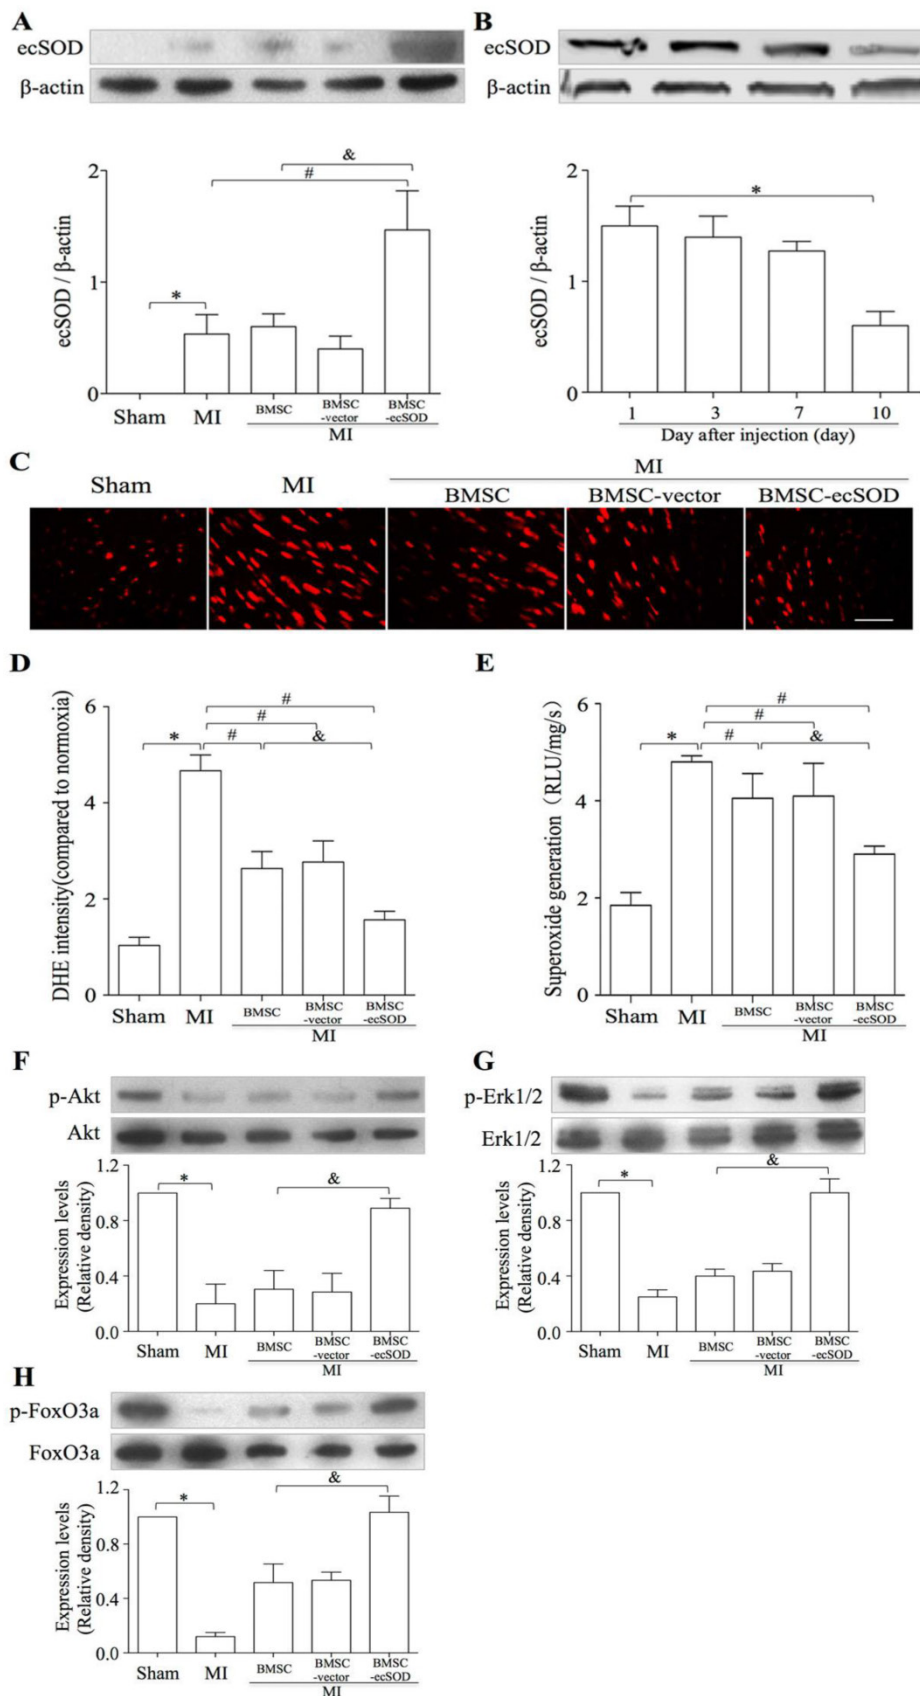 A
ecSOD
β-actin
2
1
0
ecSOD / β-actin
*
#
&
Sham
MI
BMSC
BMSC
-vector
BMSC
-ecSOD
MI
B
ecSOD
β-actin
2
1
0
ecSOD / β-actin
*
1 3 7 10
Day after injection (day)
C
MI
Sham MI BMSC BMSC-vector BMSC-ecSOD
D
DHE intensity(compared to normoxia)
6
4
2
0
#
#
* # &
Sham
MI
BMSC
BMSC
-vector
BMSC
-ecSOD
MI
E
Superoxide generation（RLU/mg/s）
6
4
2
0
#
#
* # &
Sham
MI
BMSC
BMSC
-vector
BMSC
-ecSOD
MI
F
p-Akt
Akt
1.2
0.8
0.4
0.0
Expression levels
(Relative density)
* &
Sham
MI
BMSC
BMSC
-vector
BMSC
-ecSOD
MI
G
p-Erk1/2
Erk1/2
1.2
0.8
0.4
0.0
Expression levels
(Relative density)
* &
Sham
MI
BMSC
BMSC
-vector
BMSC
-ecSOD
MI
H
p-FoxO3a
FoxO3a
1.2
0.8
0.4
0.0
Expression levels
(Relative density)
* &
Sham
MI
BMSC
BMSC
-vector
BMSC
-ecSOD
MI